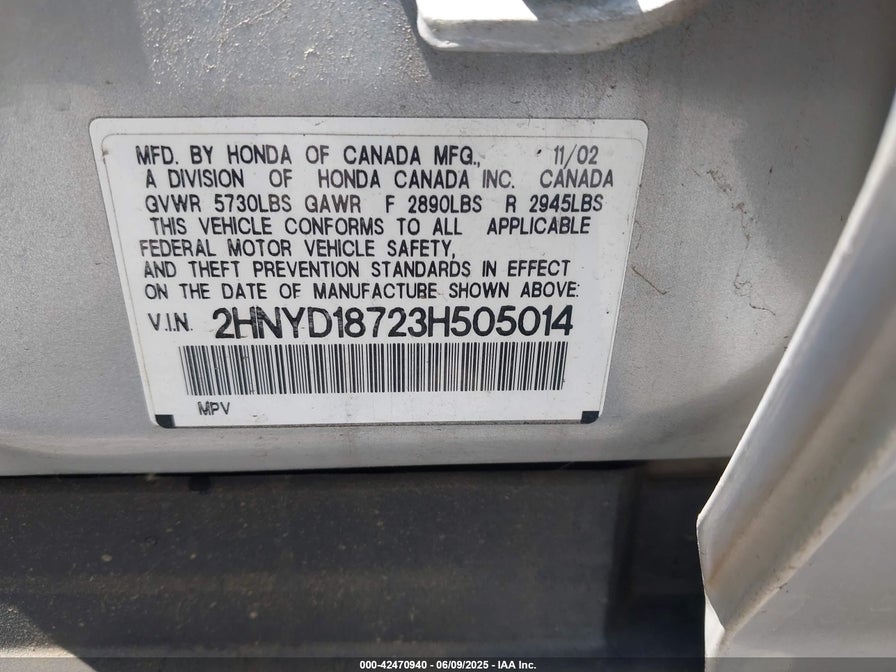 MFD. BY HONDA OF CANADA MFG., 11/02
A DIVISION OF HONDA CANADA INC. CANADA
GVWR 5730LBS GAWR F 2890LBS R 2945LBS
THIS VEHICLE CONFORMS TO ALL APPLICABLE
FEDERAL MOTOR VEHICLE SAFETY,
AND THEFT PREVENTION STANDARDS IN EFFECT
ON THE DATE OF MANUFACTURE SHOWN ABOVE:
V.I.N. 2HNYD18723H505014
MPV
000-42470940 - 06/09/2025 - IAA Inc.